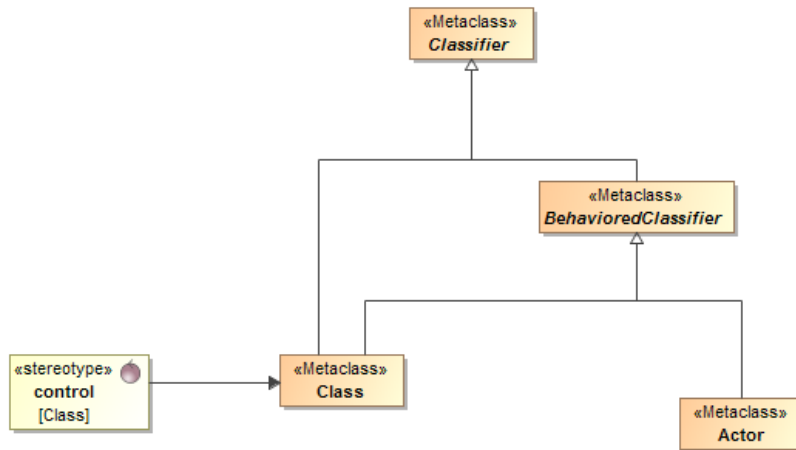 «Metaclass»
Classifier
«Metaclass»
BehavioredClassifier
«stereotype»
control
[Class]
«Metaclass»
Class
«Metaclass»
Actor